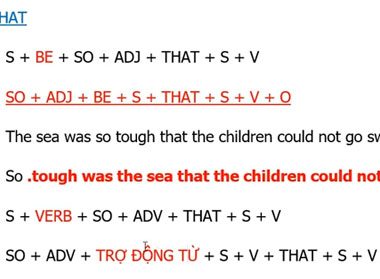 HAT
S + BE + SO + ADJ + THAT + S + V
SO + ADJ + BE + S + THAT + S + V + O
The sea was so tough that the children could not go sw
So .tough was the sea that the children could not
S + VERB + SO + ADV + THAT + S + V
SO + ADV + TRỢ ĐỘNG TỪ + S + V + THAT + S + V